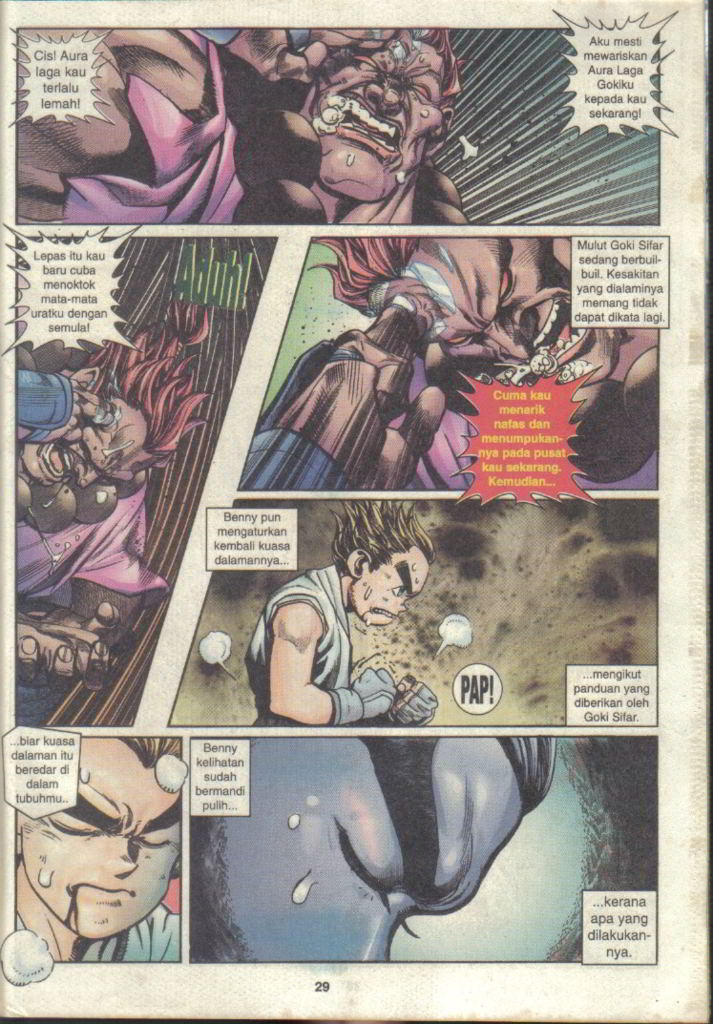 Cis! Aura
laga kau
terlalu
lemah!
Aku mesti
mewariskan
Aura Laga
Gokiku
kepada kau
sekarang!
Lepas itu kau
baru cuba
menoktok
mata-mata
uratku dengan
semula!
Aduh!
Mulut Goki Sifar
sedang berbuil-
buil. Kesakitan
yang dialaminya
memang tidak
dapat dikata lagi.
Cuma kau
menarik
nafas dan
menumpukan-
nya pada pusat
kau sekarang.
Kemudian...
Benny pun
mengaturkan
kembali kuasa
dalamannya...
PAP!
...mengikut
panduan yang
diberikan oleh
Goki Sifar.
...biar kuasa
dalaman itu
beredar di
dalam
tubuhmu..
Benny
kelihatan
sudah
bermandi
pulih...
...kerana
apa yang
dilakukan-
nya.
29